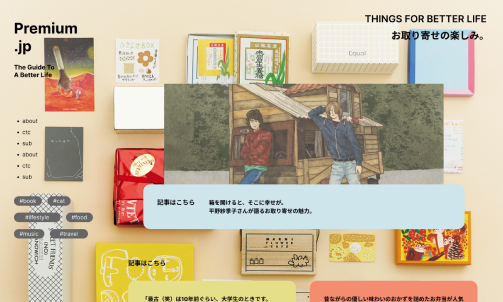 Premium
.jp
The Guide To
A Better Life
THINGS FOR BETTER LIFE
お取り寄せの楽しみ。
Equal
about
ctc
sub
about
ctc
sub
#book #cat
#lifestyle #food
#music #travel
記事はこちら
箱を開けると、そこに幸せが。
平野紗季子さんが語るお取り寄せの魅力。
記事はこちら
「最古（笑）は10年前ぐらい、大学生のときです。
昔ながらの優しい味わいのおかずを詰めたお弁当が人気